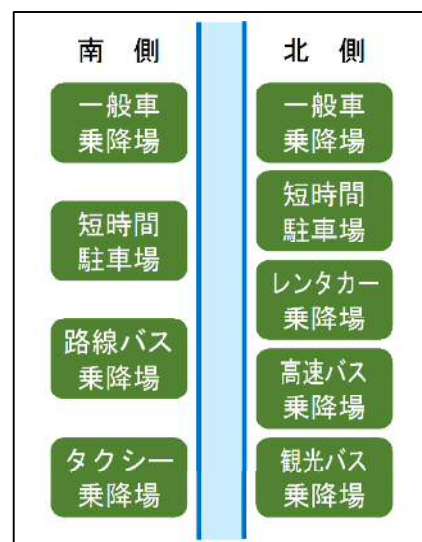 南 側
一般車
乗降場
短時間
駐車場
路線バス
乗降場
タクシー
乗降場
北 側
一般車
乗降場
短時間
駐車場
レンタカー
乗降場
高速バス
乗降場
観光バス
乗降場